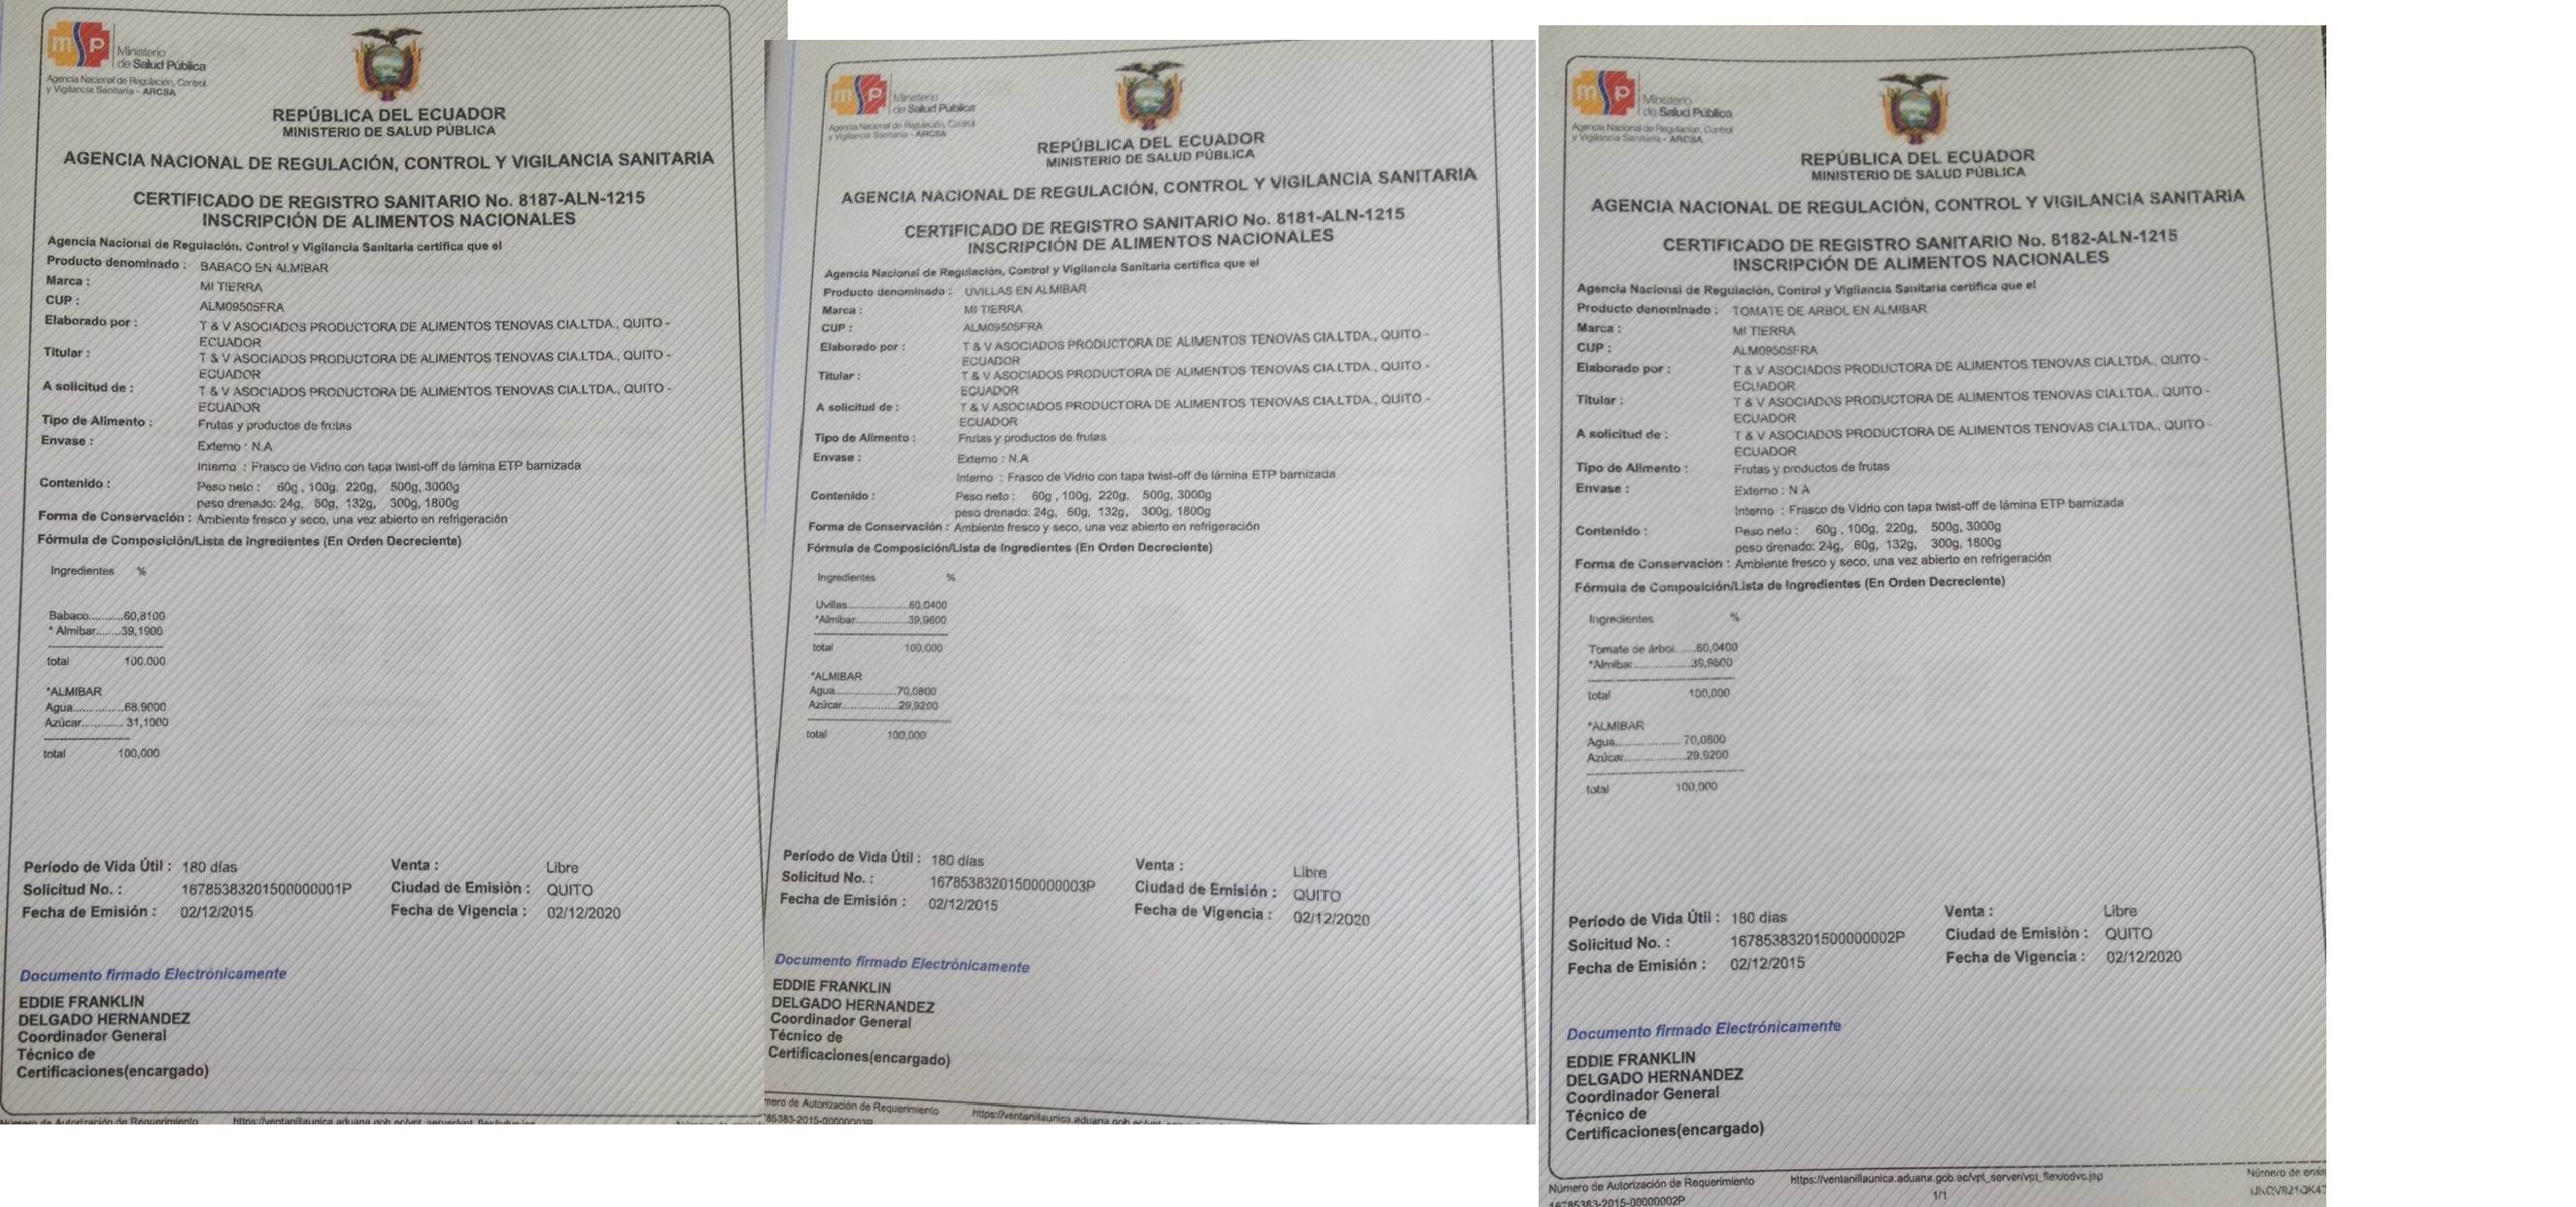 msp
Ministerio
de Salud Pública
Agencia Nacional de Regulación, Control
y Vigilancia Sanitaria - ARCSA
REPÚBLICA DEL ECUADOR
MINISTERIO DE SALUD PÚBLICA
AGENCIA NACIONAL DE REGULACIÓN, CONTROL Y VIGILANCIA SANITARIA
CERTIFICADO DE REGISTRO SANITARIO No. 8187-ALN-1215
INSCRIPCIÓN DE ALIMENTOS NACIONALES
Agencia Nacional de Regulación, Control y Vigilancia Sanitaria certifica que el
Producto denominado : BABACO EN ALMIBAR
Marca : MI TIERRA
CUP : ALM09505FRA
Elaborado por : T & V ASOCIADOS PRODUCTORA DE ALIMENTOS TENOVAS CIA.LTDA., QUITO -
ECUADOR
Titular : T & V ASOCIADOS PRODUCTORA DE ALIMENTOS TENOVAS CIA.LTDA., QUITO -
ECUADOR
A solicitud de : T & V ASOCIADOS PRODUCTORA DE ALIMENTOS TENOVAS CIA.LTDA., QUITO -
ECUADOR
Tipo de Alimento : Frutas y productos de frutas
Envase : Externo : N.A
Interno : Frasco de Vidrio con tapa twist-off de lámina ETP barnizada
Contenido : Peso neto : 60g , 100g, 220g, 500g, 3000g
peso drenado: 24g, 60g, 132g, 300g, 1800g
Forma de Conservación : Ambiente fresco y seco, una vez abierto en refrigeración
Fórmula de Composición/Lista de Ingredientes (En Orden Decreciente)
Ingredientes %
Babaco..........60,8100
* Almibar.......39,1900
total 100.000
*ALMIBAR
Agua..............68,9000
Azúcar............31,1000
total 100,000
Período de Vida Útil : 180 días Venta : Libre
Solicitud No. : 16785383201500000001P Ciudad de Emisión : QUITO
Fecha de Emisión : 02/12/2015 Fecha de Vigencia : 02/12/2020
Documento firmado Electrónicamente
EDDIE FRANKLIN
DELGADO HERNANDEZ
Coordinador General
Técnico de
Certificaciones(encargado)
Número de Autorización de Requerimiento
msp
Ministerio
de Salud Pública
Agencia Nacional de Regulación, Control
y Vigilancia Sanitaria - ARCSA
REPÚBLICA DEL ECUADOR
MINISTERIO DE SALUD PÚBLICA
AGENCIA NACIONAL DE REGULACIÓN, CONTROL Y VIGILANCIA SANITARIA
CERTIFICADO DE REGISTRO SANITARIO No. 8181-ALN-1215
INSCRIPCIÓN DE ALIMENTOS NACIONALES
Agencia Nacional de Regulación, Control y Vigilancia Sanitaria certifica que el
Producto denominado : UVILLAS EN ALMIBAR
Marca : MI TIERRA
CUP : ALM09505FRA
Elaborado por : T & V ASOCIADOS PRODUCTORA DE ALIMENTOS TENOVAS CIA.LTDA., QUITO -
ECUADOR
Titular : T & V ASOCIADOS PRODUCTORA DE ALIMENTOS TENOVAS CIA.LTDA., QUITO -
ECUADOR
A solicitud de : T & V ASOCIADOS PRODUCTORA DE ALIMENTOS TENOVAS CIA.LTDA., QUITO -
ECUADOR
Tipo de Alimento : Frutas y productos de frutas
Envase : Externo : N.A
Interno : Frasco de Vidrio con tapa twist-off de lámina ETP barnizada
Contenido : Peso neto : 60g , 100g, 220g, 500g, 3000g
peso drenado: 24g, 60g, 132g, 300g, 1800g
Forma de Conservación : Ambiente fresco y seco, una vez abierto en refrigeración
Fórmula de Composición/Lista de Ingredientes (En Orden Decreciente)
Ingredientes %
Uvillas....................60,0400
*Almibar.................39,9600
total 100,000
*ALMIBAR
Agua....................70,0800
Azúcar..................29,9200
total 100,000
Período de Vida Útil : 180 días Venta : Libre
Solicitud No. : 16785383201500000003P Ciudad de Emisión : QUITO
Fecha de Emisión : 02/12/2015 Fecha de Vigencia : 02/12/2020
Documento firmado Electrónicamente
EDDIE FRANKLIN
DELGADO HERNANDEZ
Coordinador General
Técnico de
Certificaciones(encargado)
mero de Autorización de Requerimiento
msp
Ministerio
de Salud Pública
Agencia Nacional de Regulacion, Control
y Vigilancia Sanitaria - ARCSA
REPÚBLICA DEL ECUADOR
MINISTERIO DE SALUD PÚBLICA
AGENCIA NACIONAL DE REGULACIÓN, CONTROL Y VIGILANCIA SANITARIA
CERTIFICADO DE REGISTRO SANITARIO No. 8182-ALN-1215
INSCRIPCIÓN DE ALIMENTOS NACIONALES
Agencia Nacional de Regulación, Control y Vigilancia Sanitaria certifica que el
Producto denominado : TOMATE DE ARBOL EN ALMIBAR
Marca : MI TIERRA
CUP : ALM09505FRA
Elaborado por : T & V ASOCIADOS PRODUCTORA DE ALIMENTOS TENOVAS CIA.LTDA., QUITO -
ECUADOR
Titular : T & V ASOCIADOS PRODUCTORA DE ALIMENTOS TENOVAS CIA.LTDA., QUITO -
ECUADOR
A solicitud de : T & V ASOCIADOS PRODUCTORA DE ALIMENTOS TENOVAS CIA.LTDA., QUITO -
ECUADOR
Tipo de Alimento : Frutas y productos de frutas
Envase : Externo : N.A
Interno : Frasco de Vidrio con tapa twist-off de lámina ETP barnizada
Contenido : Peso neto : 60g , 100g, 220g, 500g, 3000g
peso drenado: 24g, 60g, 132g, 300g, 1800g
Forma de Conservación : Ambiente fresco y seco, una vez abierto en refrigeración
Fórmula de Composición/Lista de Ingredientes (En Orden Decreciente)
Ingredientes %
Tomate de árbol......60,0400
*Almibar.................39,9600
total 100,000
*ALMIBAR
Agua.....................70,0800
Azúcar...................29,9200
total 100,000
Período de Vida Útil : 180 días Venta : Libre
Solicitud No. : 16785383201500000002P Ciudad de Emisión : QUITO
Fecha de Emisión : 02/12/2015 Fecha de Vigencia : 02/12/2020
Documento firmado Electrónicamente
EDDIE FRANKLIN
DELGADO HERNANDEZ
Coordinador General
Técnico de
Certificaciones(encargado)
Número de Autorización de Requerimiento https://ventanillaunica.aduana.gob.ec/vpt_server/vpt_flex/odvc.jsp Número de
16785383-2015-00000002P 1/1